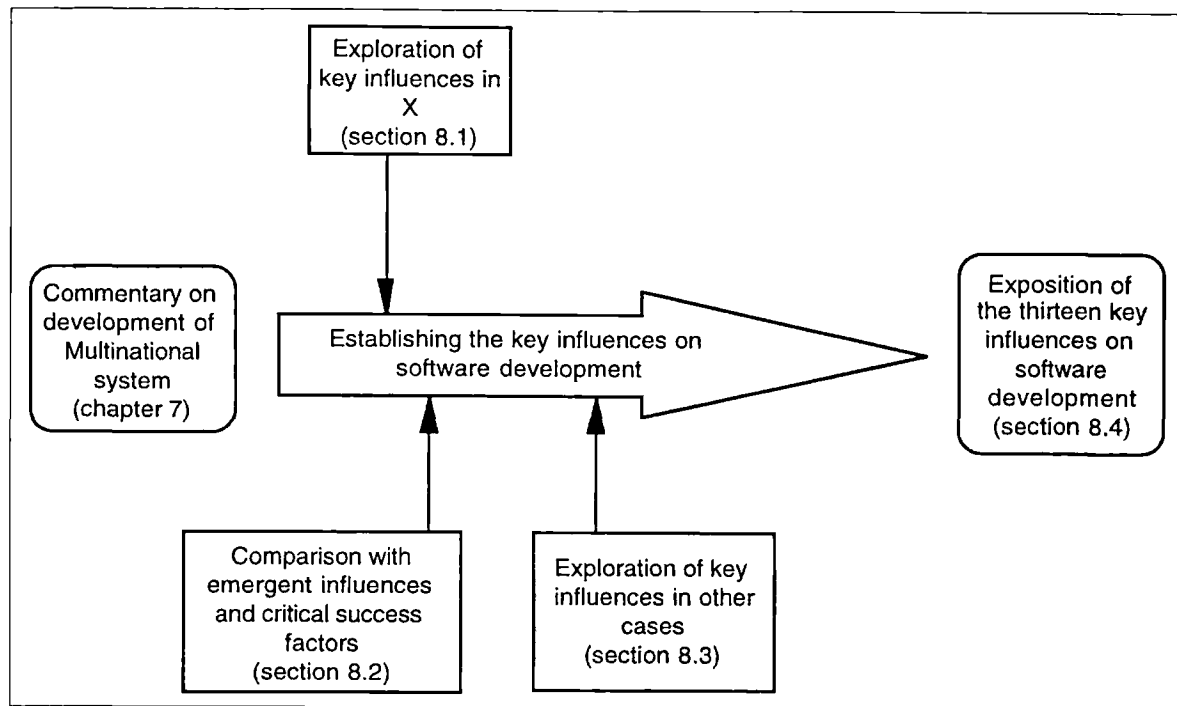 Exploration of
key influences in
X
(section 8.1)
Commentary on
development of
Multinational
system
(chapter 7)
Establishing the key influences on
software development
Exposition of
the thirteen key
influences on
software
development
(section 8.4)
Comparison with
emergent influences
and critical success
factors
(section 8.2)
Exploration of key
influences in other
cases
(section 8.3)